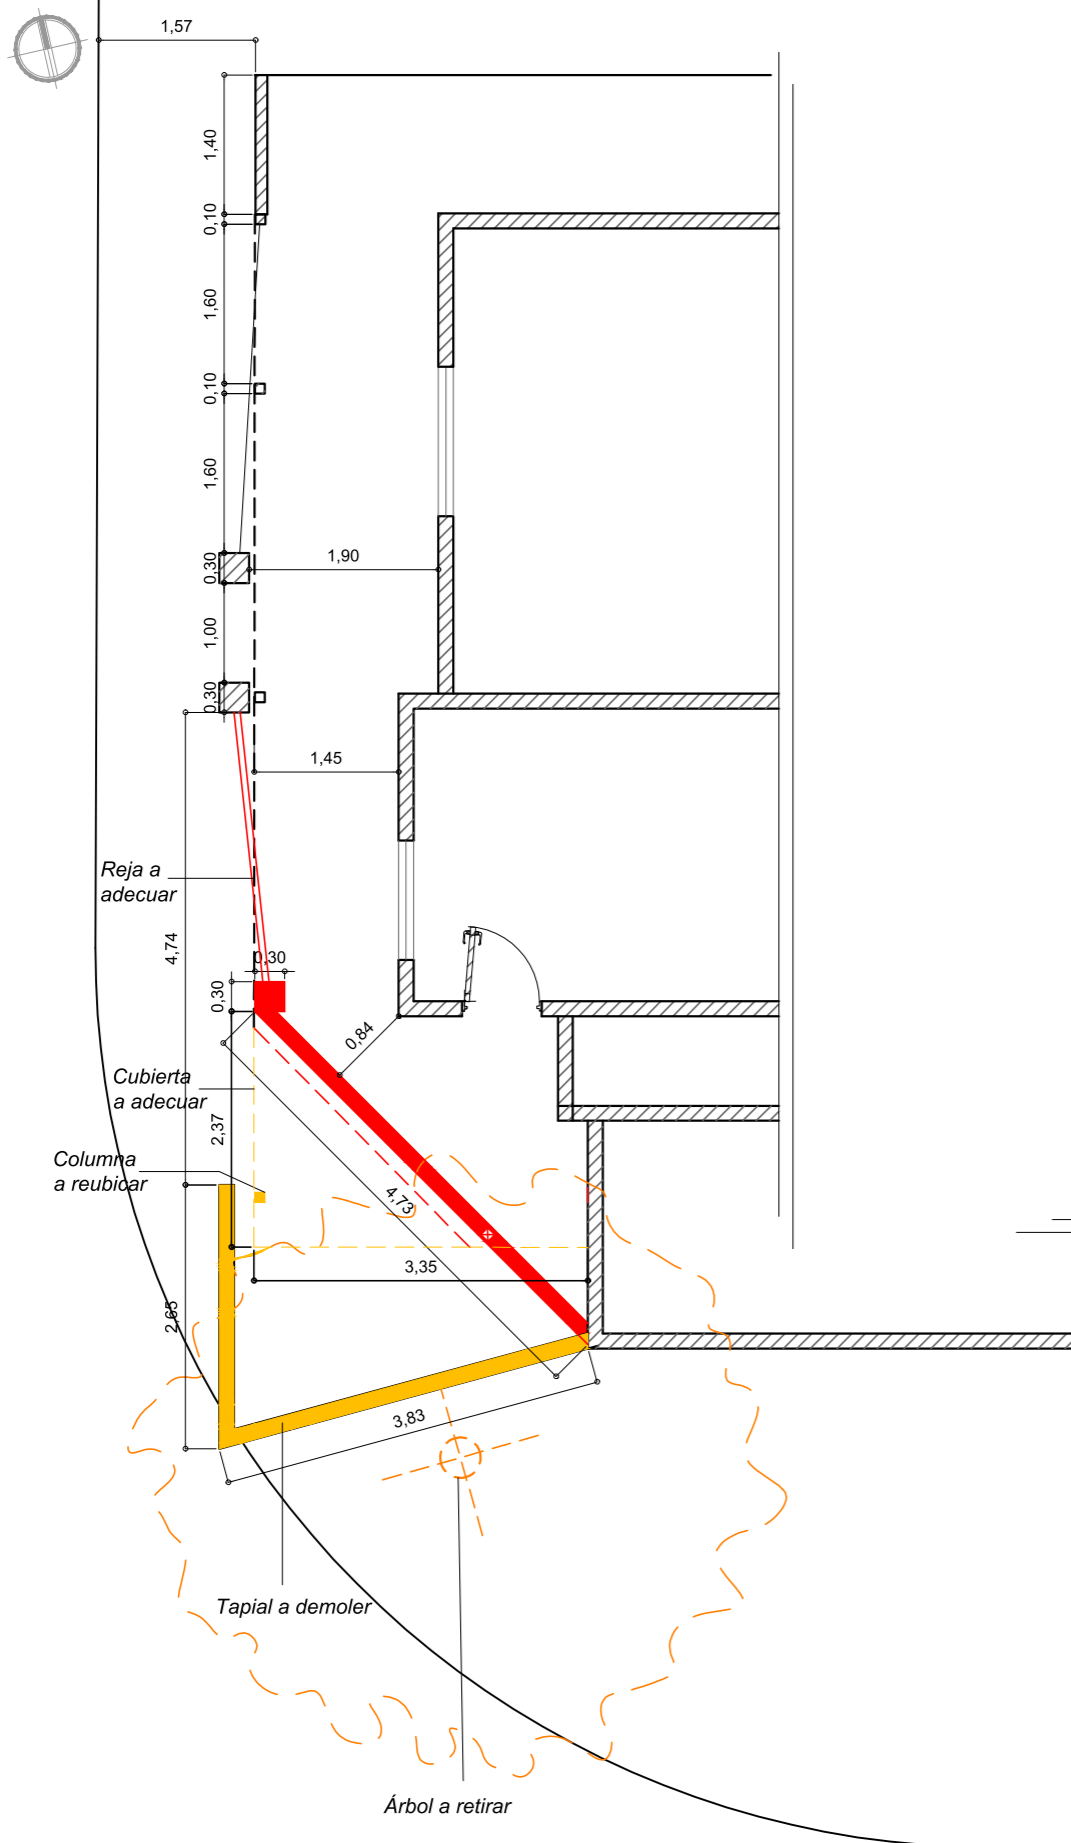 1,57
1,40
0,10
1,60
0,10
1,60
0,30
1,90
1,00
0,30
1,45
Reja a
adecuar
4,74
0,30
0,30
0,84
Cubierta
a adecuar
2,37
Columna
a reubicar
4,73
3,35
2,65
3,83
Tapial a demoler
Árbol a retirar